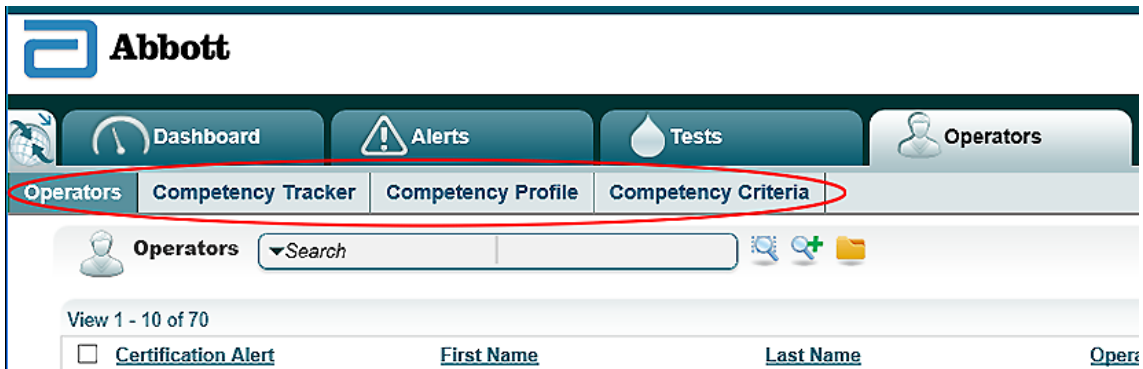 Abbott
Dashboard Alerts Tests Operators
Operators Competency Tracker Competency Profile Competency Criteria
Operators Search
View 1 - 10 of 70
Certification Alert First Name Last Name